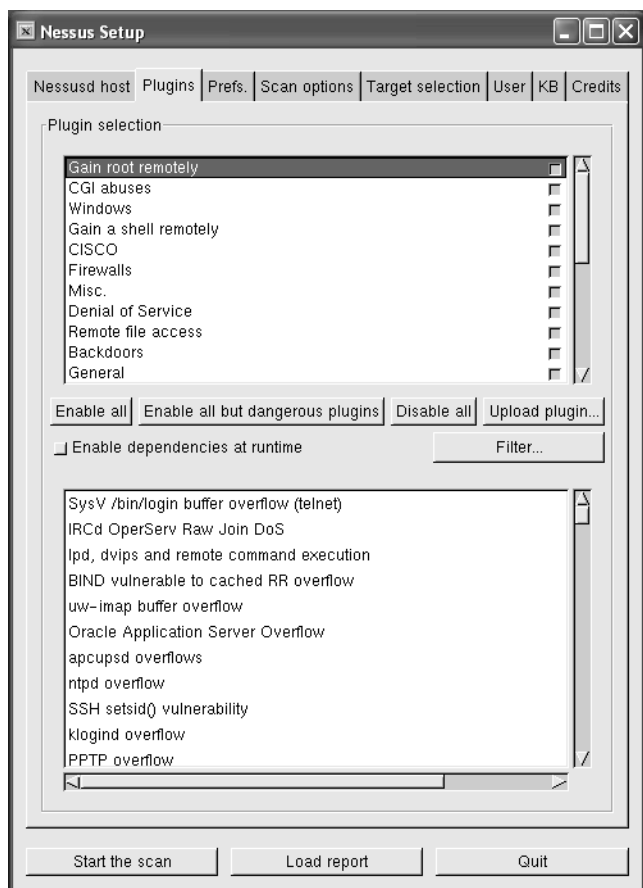 Nessus Setup
Nessusd host Plugins Prefs. Scan options Target selection User KB Credits
Plugin selection
Gain root remotely
CGI abuses
Windows
Gain a shell remotely
CISCO
Firewalls
Misc.
Denial of Service
Remote file access
Backdoors
General
Enable all Enable all but dangerous plugins Disable all Upload plugin...
Enable dependencies at runtime Filter...
SysV /bin/login buffer overflow (telnet)
IRCd OperServ Raw Join DoS
lpd, dvips and remote command execution
BIND vulnerable to cached RR overflow
uw-imap buffer overflow
Oracle Application Server Overflow
apcupsd overflows
ntpd overflow
SSH setsid() vulnerability
klogind overflow
PPTP overflow
Start the scan Load report Quit